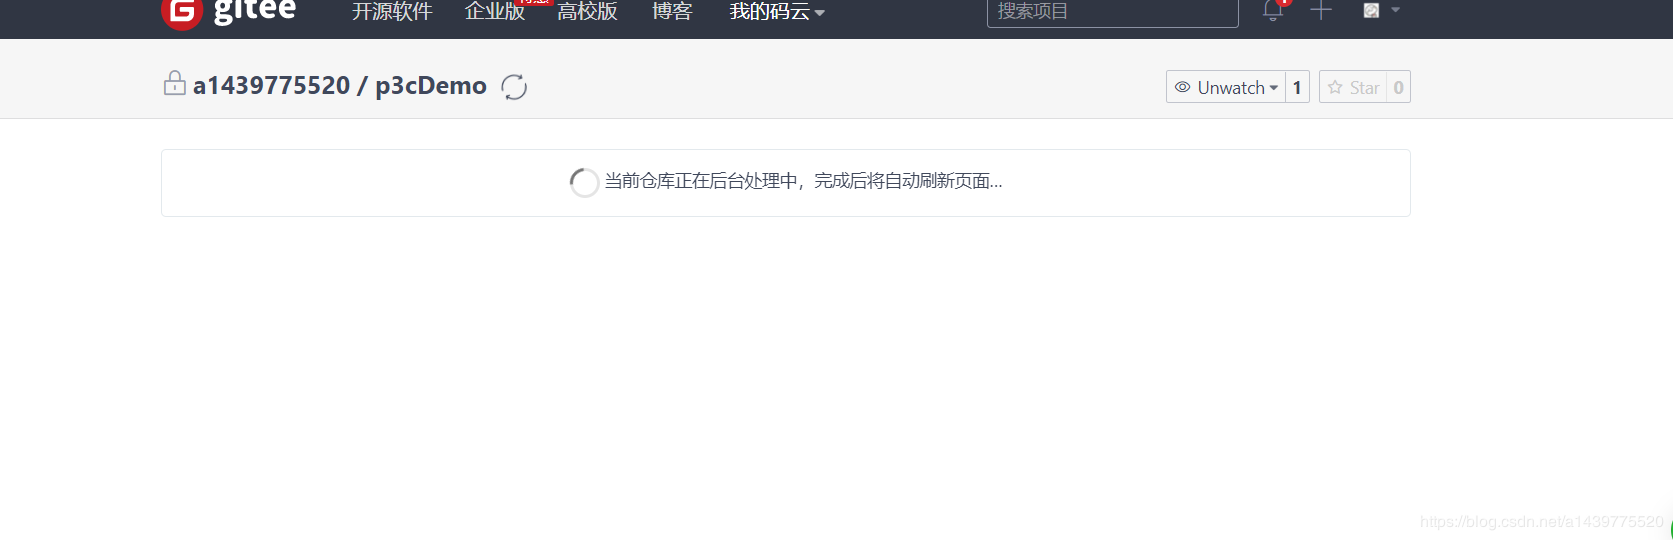 gitee 开源软件 企业版 特惠 高校版 博客 我的码云 搜索项目
a1439775520 / p3cDemo Unwatch 1 Star 0
当前仓库正在后台处理中，完成后将自动刷新页面...
https://blog.csdn.net/a1439775520